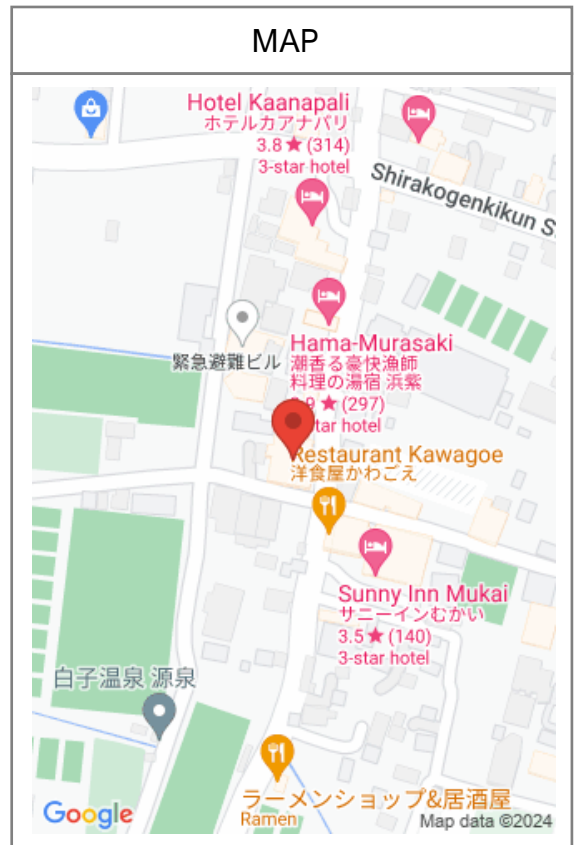 MAP
Hotel Kaanapali
ホテルカアナパリ
3.8★(314)
3-star hotel
Shirakogenkikun S
Hama-Murasaki
潮香る豪快漁師
料理の湯宿 浜紫
★(297)
tar hotel
緊急避難ビル
Restaurant Kawagoe
洋食屋かわごえ
Sunny Inn Mukai
サニーインむかい
3.5★(140)
3-star hotel
白子温泉 源泉
ラーメンショップ&居酒屋
Ramen
Google
Map data ©2024